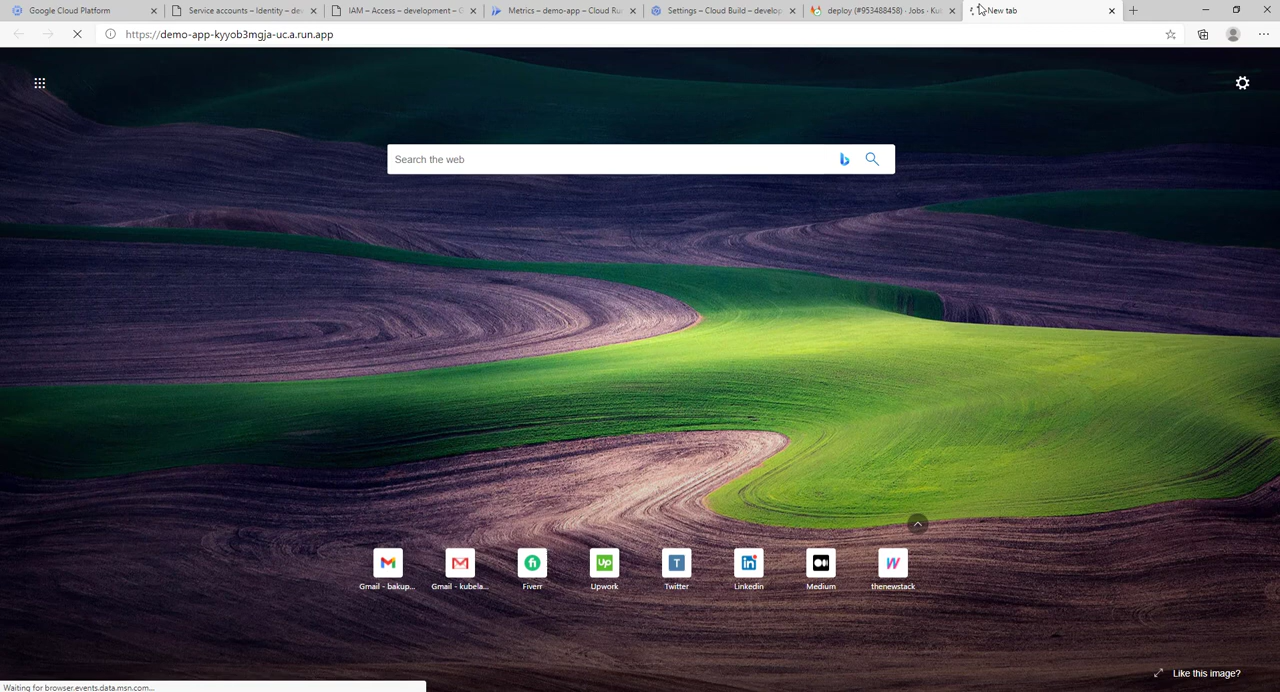 Google Cloud Platform
Service accounts – Identity – dev
IAM – Access – development – G
Metrics – demo-app – Cloud Ru
Settings – Cloud Build – develop
deploy (#953488458) · Jobs · Ku
New tab
https://demo-app-kyyob3mgja-uc.a.run.app
Search the web
Gmail - bakup...
Gmail - kubela...
Fiverr
Upwork
Twitter
Linkedin
Medium
thenewstack
Like this image?
Waiting for browser.events.data.msn.com...